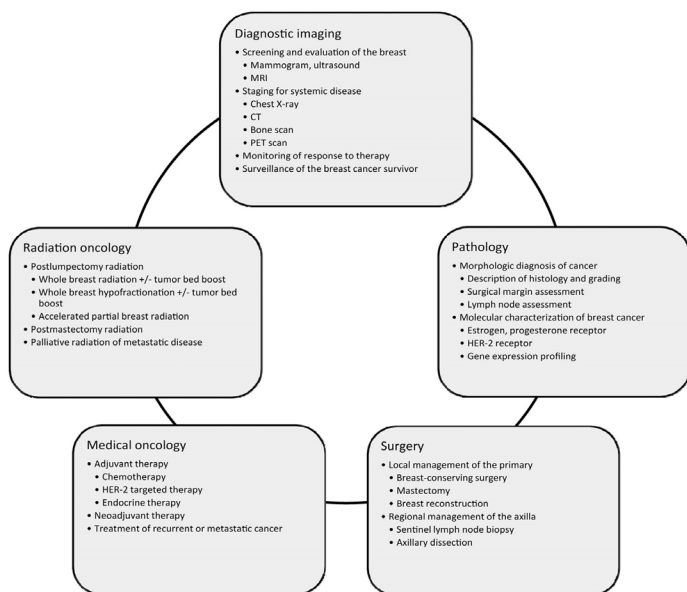 Diagnostic imaging
• Screening and evaluation of the breast
• Mammogram, ultrasound
• MRI
• Staging for systemic disease
• Chest X-ray
• CT
• Bone scan
• PET scan
• Monitoring of response to therapy
• Surveillance of the breast cancer survivor
Radiation oncology
• Postlumpectomy radiation
• Whole breast radiation +/- tumor bed boost
• Whole breast hypofractionation +/- tumor bed
boost
• Accelerated partial breast radiation
• Postmastectomy radiation
• Palliative radiation of metastatic disease
Pathology
• Morphologic diagnosis of cancer
• Description of histology and grading
• Surgical margin assessment
• Lymph node assessment
• Molecular characterization of breast cancer
• Estrogen, progesterone receptor
• HER-2 receptor
• Gene expression profiling
Medical oncology
• Adjuvant therapy
• Chemotherapy
• HER-2 targeted therapy
• Endocrine therapy
• Neoadjuvant therapy
• Treatment of recurrent or metastatic cancer
Surgery
• Local management of the primary
• Breast-conserving surgery
• Mastectomy
• Breast reconstruction
• Regional management of the axilla
• Sentinel lymph node biopsy
• Axillary dissection